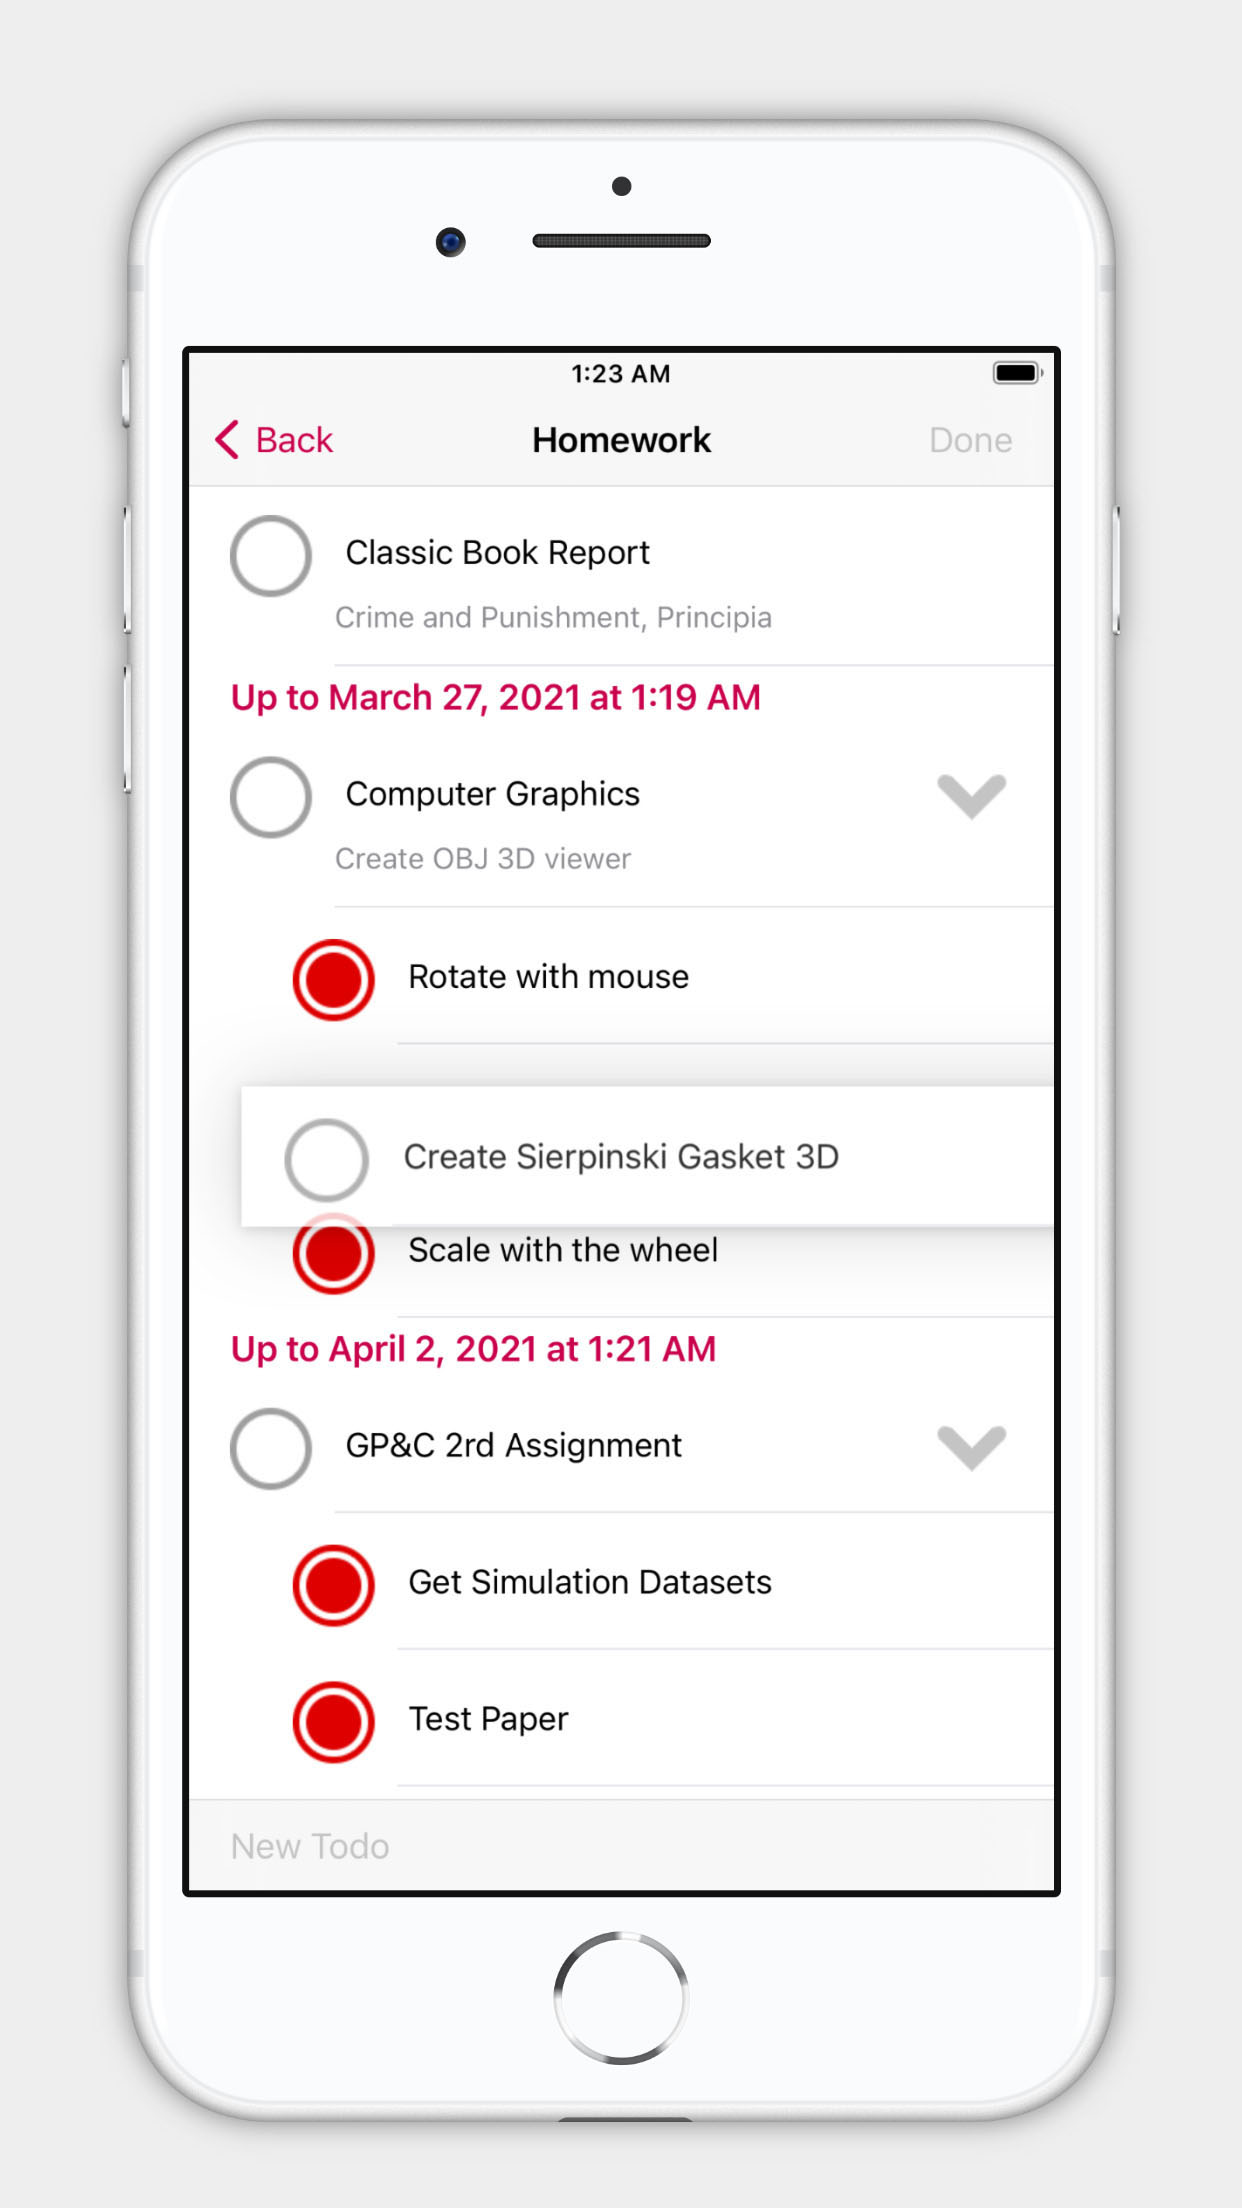 1:23 AM
Back
Homework
Done
Classic Book Report
Crime and Punishment, Principia
Up to March 27, 2021 at 1:19 AM
Computer Graphics
Create OBJ 3D viewer
Rotate with mouse
Create Sierpinski Gasket 3D
Scale with the wheel
Up to April 2, 2021 at 1:21 AM
GP&C 2rd Assignment
Get Simulation Datasets
Test Paper
New Todo